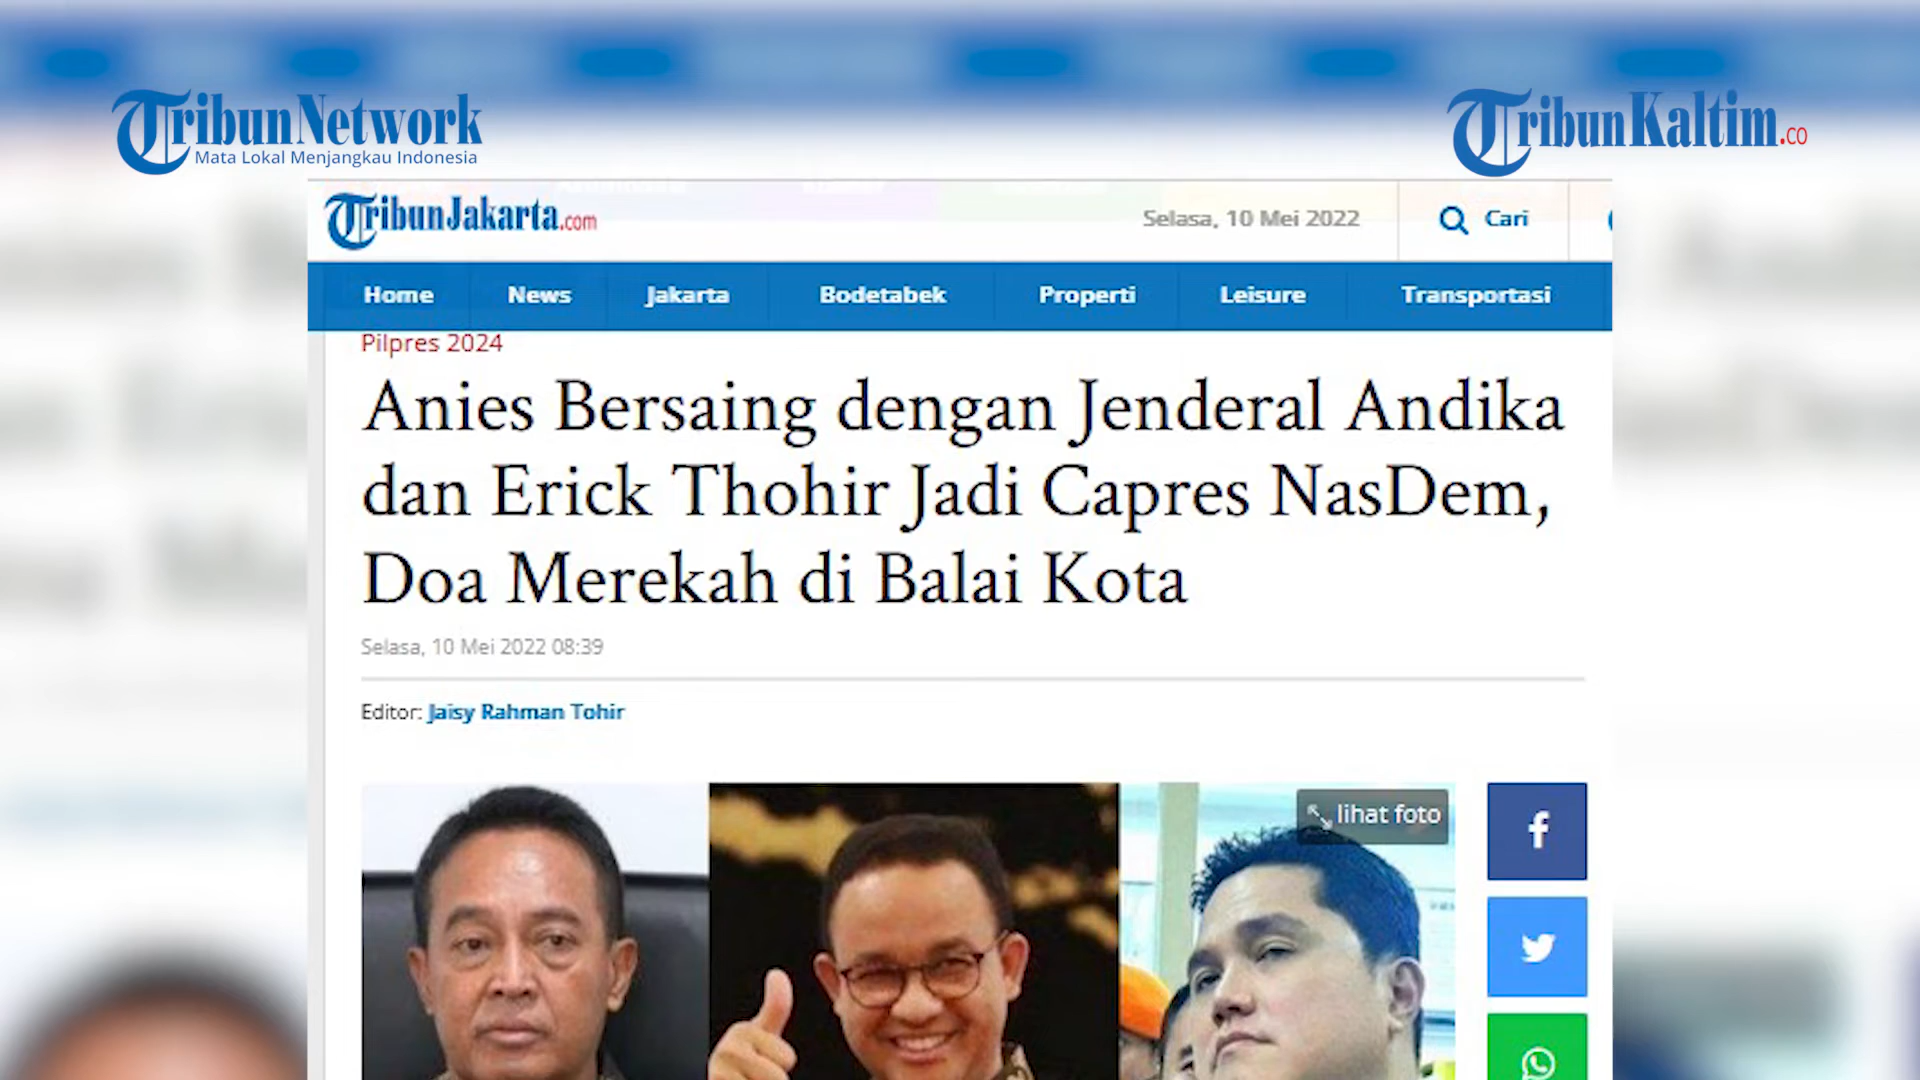 TribunNetwork
Mata Lokal Menjangkau Indonesia
TribunKaltim.co
TribunJakarta.com
Selasa, 10 Mei 2022
Cari
Home
News
Jakarta
Bodetabek
Properti
Leisure
Transportasi
Pilpres 2024
Anies Bersaing dengan Jenderal Andika
dan Erick Thohir Jadi Capres NasDem,
Doa Merekah di Balai Kota
Selasa, 10 Mei 2022 08:39
Editor: Jaisy Rahman Tohir
lihat foto